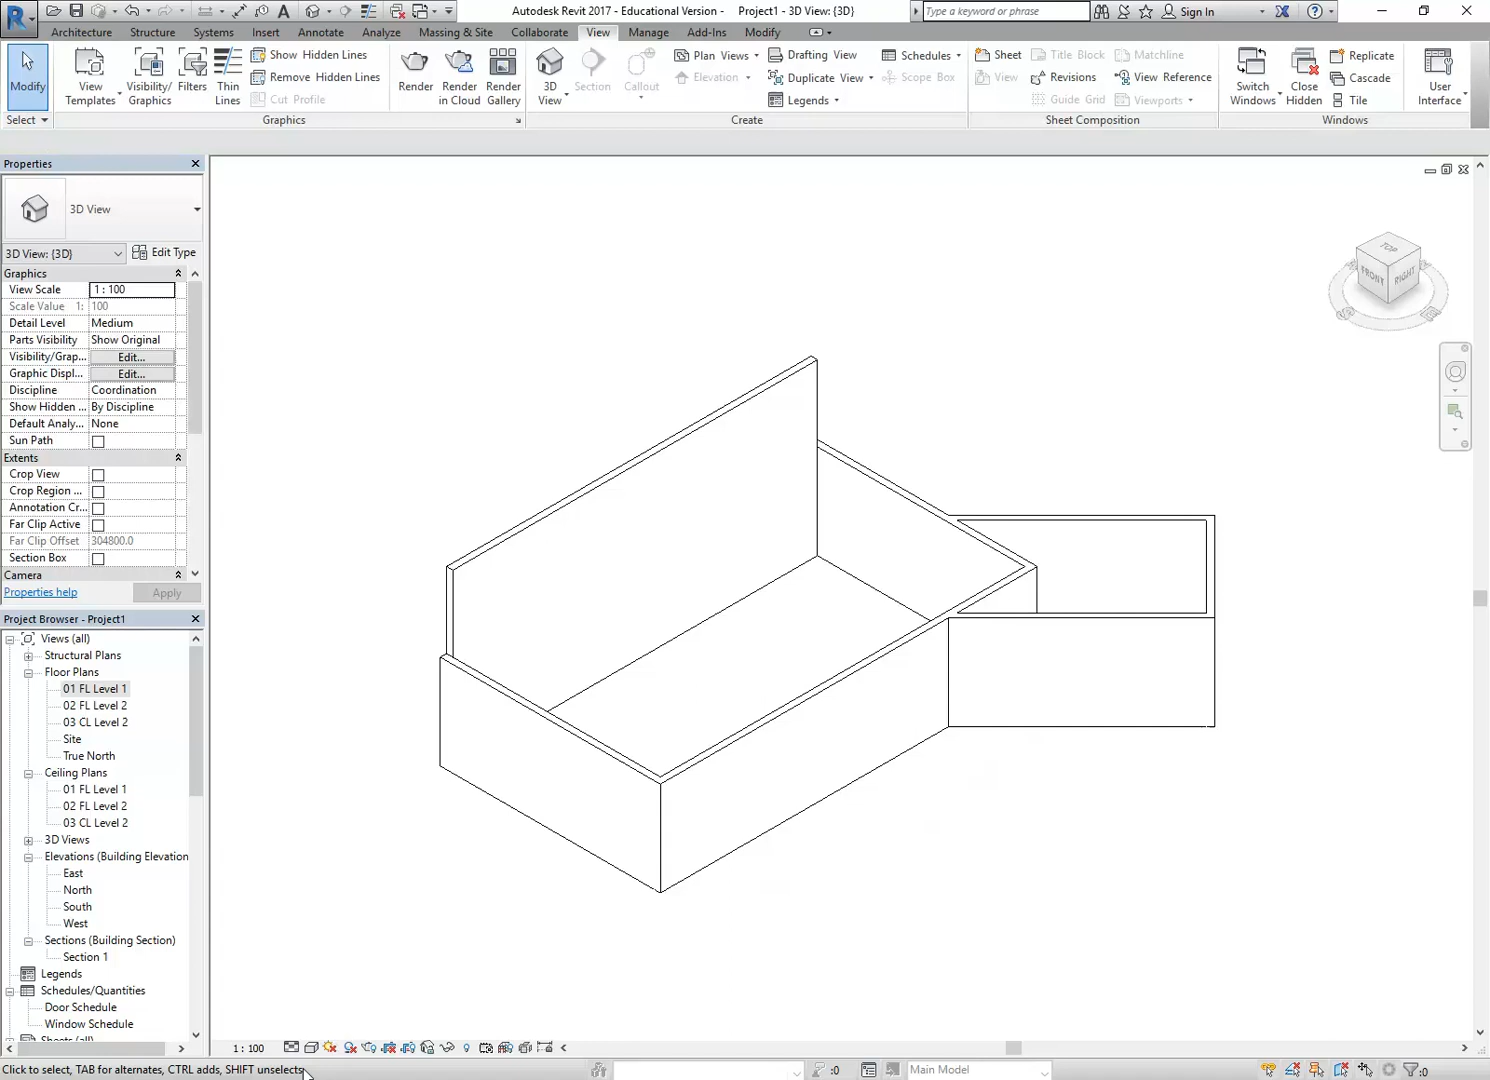 Autodesk Revit 2017 - Educational Version - Project1 - 3D View: {3D}
Type a keyword or phrase
Sign In
Architecture Structure Systems Insert Annotate Analyze Massing & Site Collaborate View Manage Add-Ins Modify
Modify
View Templates
Visibility/ Graphics
Filters
Thin Lines
Show Hidden Lines
Remove Hidden Lines
Cut Profile
Render
Render in Cloud
Render Gallery
3D View
Section
Callout
Plan Views
Elevation
Drafting View
Duplicate View
Legends
Schedules
Scope Box
Sheet
View
Title Block
Revisions
Guide Grid
Matchline
View Reference
Viewports
Switch Windows
Close Hidden
Replicate
Cascade
Tile
User Interface
Select
Graphics
Create
Sheet Composition
Windows
Properties
3D View
3D View: {3D}
Edit Type
Graphics
View Scale 1 : 100
Scale Value 1: 100
Detail Level Medium
Parts Visibility Show Original
Visibility/Grap... Edit...
Graphic Displ... Edit...
Discipline Coordination
Show Hidden ... By Discipline
Default Analy... None
Sun Path
Extents
Crop View
Crop Region ...
Annotation Cr...
Far Clip Active
Far Clip Offset 304800.0
Section Box
Camera
Properties help
Apply
Project Browser - Project1
Views (all)
Structural Plans
Floor Plans
01 FL Level 1
02 FL Level 2
03 CL Level 2
Site
True North
Ceiling Plans
01 FL Level 1
02 FL Level 2
03 CL Level 2
3D Views
Elevations (Building Elevation
East
North
South
West
Sections (Building Section)
Section 1
Legends
Schedules/Quantities
Door Schedule
Window Schedule
Sheets (all)
TOP
FRONT
RIGHT
S
E
1 : 100
Click to select, TAB for alternates, CTRL adds, SHIFT unselects.
:0
Main Model
:0